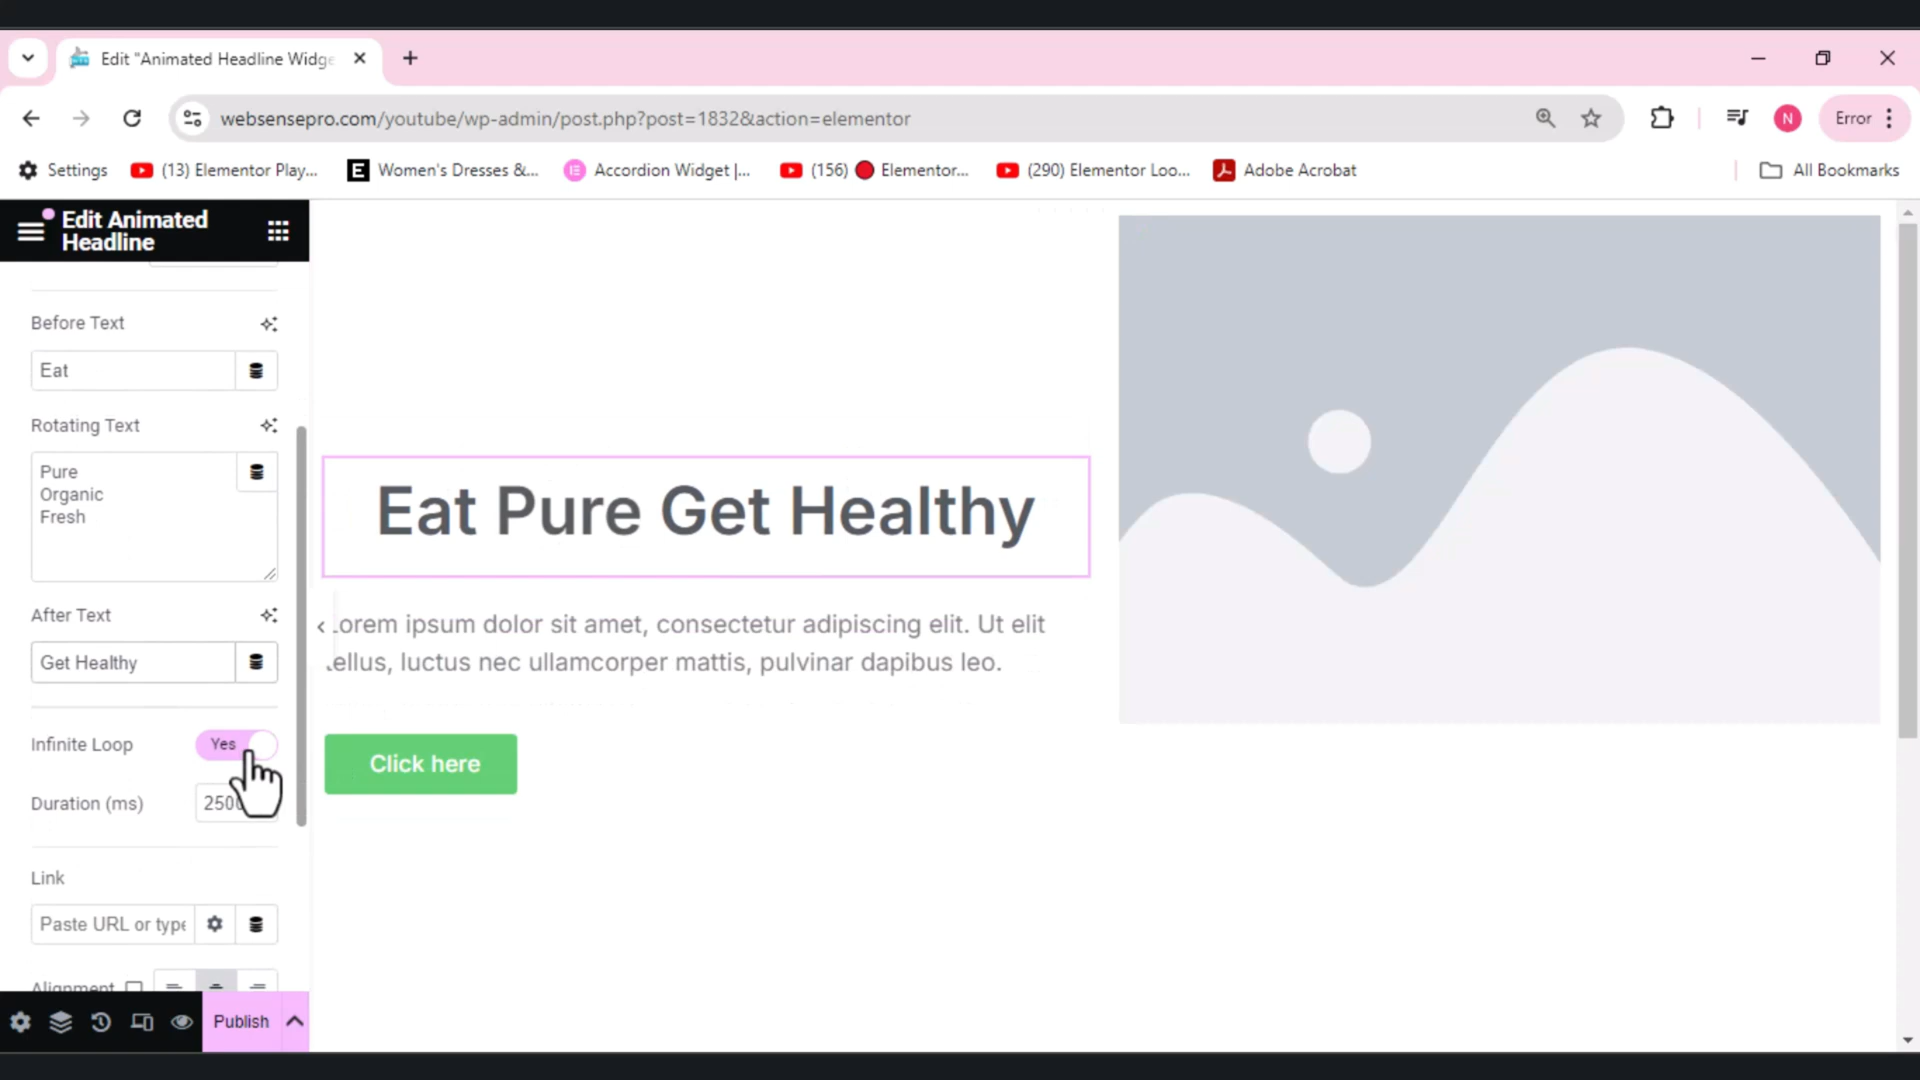 Edit "Animated Headline Widge
websensepro.com/youtube/wp-admin/post.php?post=1832&action=elementor
N
Error
Settings
(13) Elementor Play...
E
Women's Dresses &...
Accordion Widget |...
(156)
Elementor...
(290) Elementor Loo...
Adobe Acrobat
All Bookmarks
Edit Animated
Headline
Before Text
Eat
Rotating Text
Pure
Organic
Fresh
After Text
Get Healthy
Infinite Loop
Yes
Duration (ms)
Link
Paste URL or type
Alignment
Publish
Eat Pure Get Healthy
Lorem ipsum dolor sit amet, consectetur adipiscing elit. Ut elit
tellus, luctus nec ullamcorper mattis, pulvinar dapibus leo.
Click here